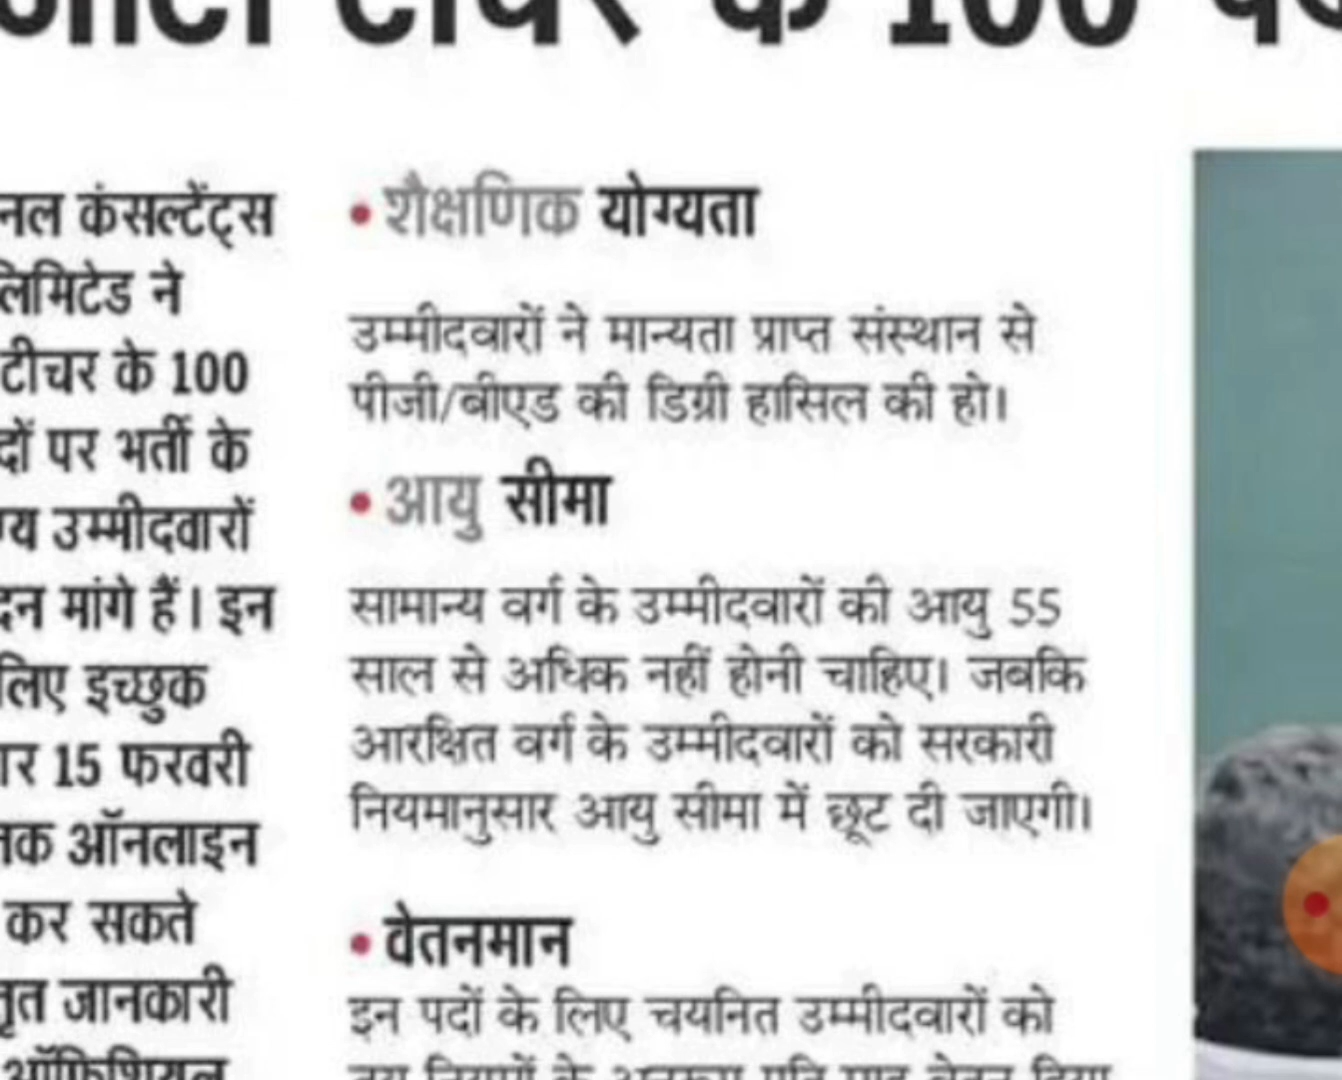 के 100
नल कंसल्टेंट्स
लिमिटेड ने
टीचर के 100
दों पर भर्ती के
ग्य उम्मीदवारों
दन मांगे हैं। इन
लिए इच्छुक
ार 15 फरवरी
तक ऑनलाइन
कर सकते
तृत जानकारी
• शैक्षणिक योग्यता
उम्मीदवारों ने मान्यता प्राप्त संस्थान से
पीजी/बीएड की डिग्री हासिल की हो।
• आयु सीमा
सामान्य वर्ग के उम्मीदवारों की आयु 55
साल से अधिक नहीं होनी चाहिए। जबकि
आरक्षित वर्ग के उम्मीदवारों को सरकारी
नियमानुसार आयु सीमा में छूट दी जाएगी।
• वेतनमान
इन पदों के लिए चयनित उम्मीदवारों को